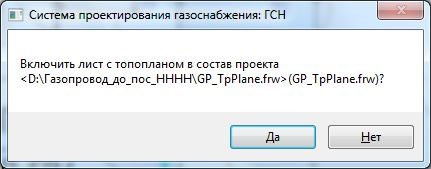 Система проектирования газоснабжения: ГСН
Включить лист с топопланом в состав проекта
<D:\Газопровод_до_пос_НННН\GP_TpPlane.frw>(GP_TpPlane.frw)?
Да
Нет